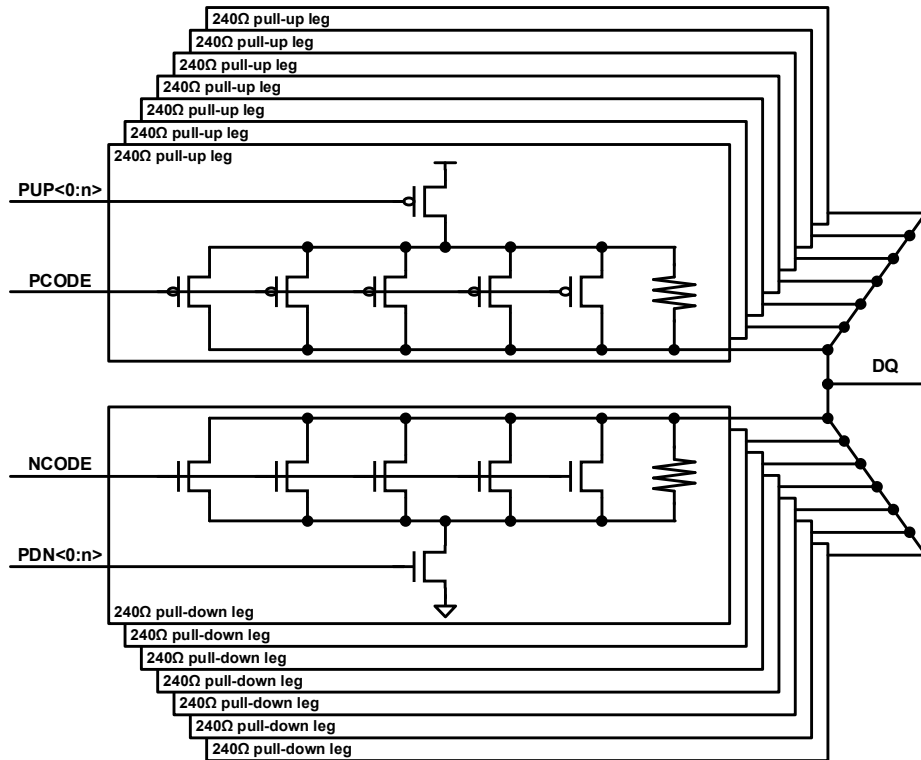 240Ω pull-up leg
240Ω pull-up leg
240Ω pull-up leg
240Ω pull-up leg
240Ω pull-up leg
240Ω pull-up leg
240Ω pull-up leg
PUP<0:n>
PCODE
DQ
NCODE
PDN<0:n>
240Ω pull-down leg
240Ω pull-down leg
240Ω pull-down leg
240Ω pull-down leg
240Ω pull-down leg
240Ω pull-down leg
240Ω pull-down leg